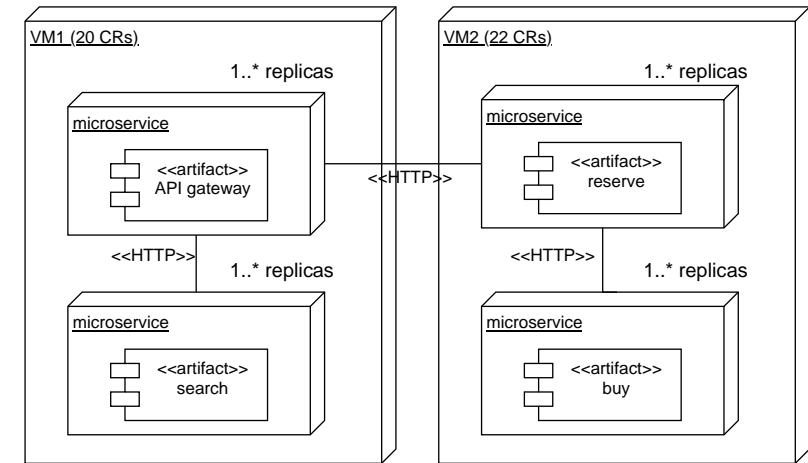 VM1 (20 CRs)
1..* replicas
microservice
<<artifact>>
API gateway
<<HTTP>>
1..* replicas
microservice
<<artifact>>
search
<<HTTP>>
VM2 (22 CRs)
1..* replicas
microservice
<<artifact>>
reserve
<<HTTP>>
1..* replicas
microservice
<<artifact>>
buy